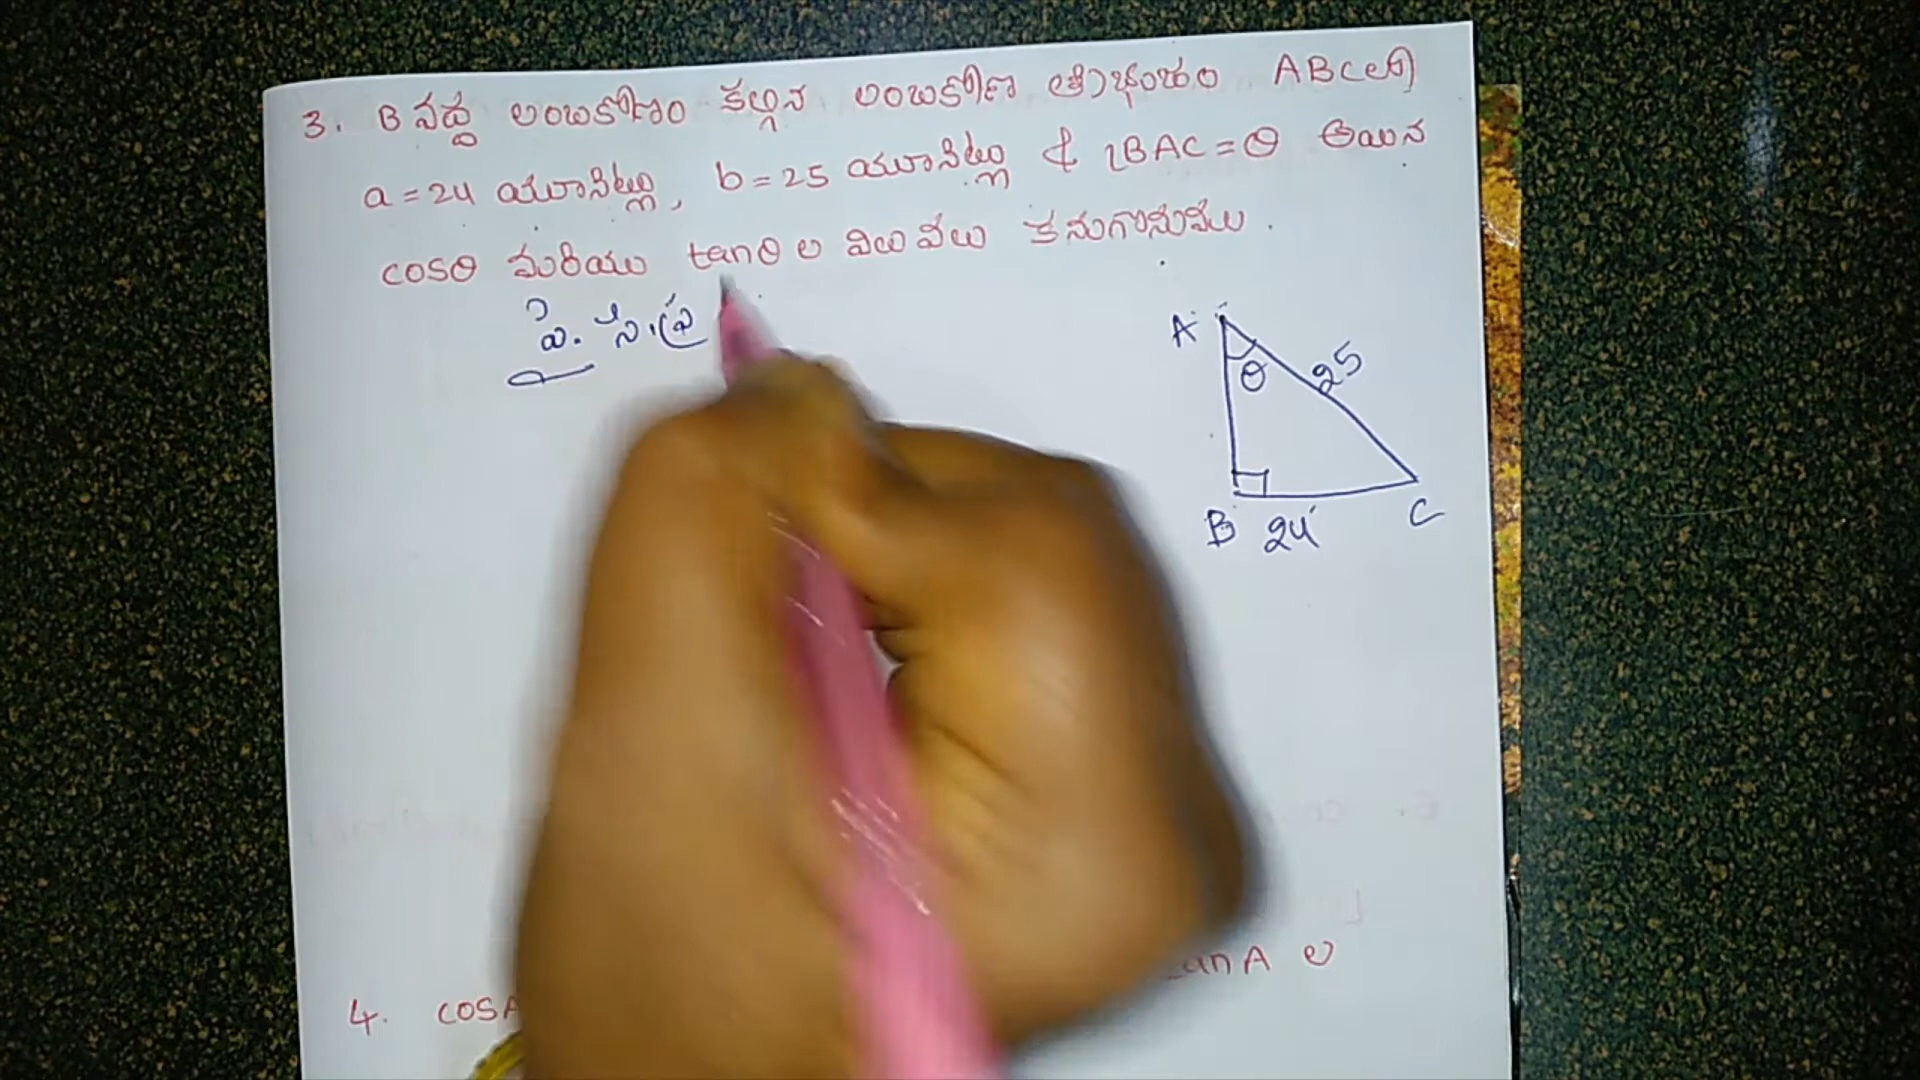 3. B వద్ద లంబకోణం కల్గిన లంబకోణ త్రిభుజం ABCలో
a = 24 యూనిట్లు, b = 25 యూనిట్లు & ∠BAC = θ అయిన
cosθ మరియు tanθ ల విలువలు కనుగొనుము.
పై. సి.ప్ర
A
θ
25
B 24 C
4. cosA
tanA ల